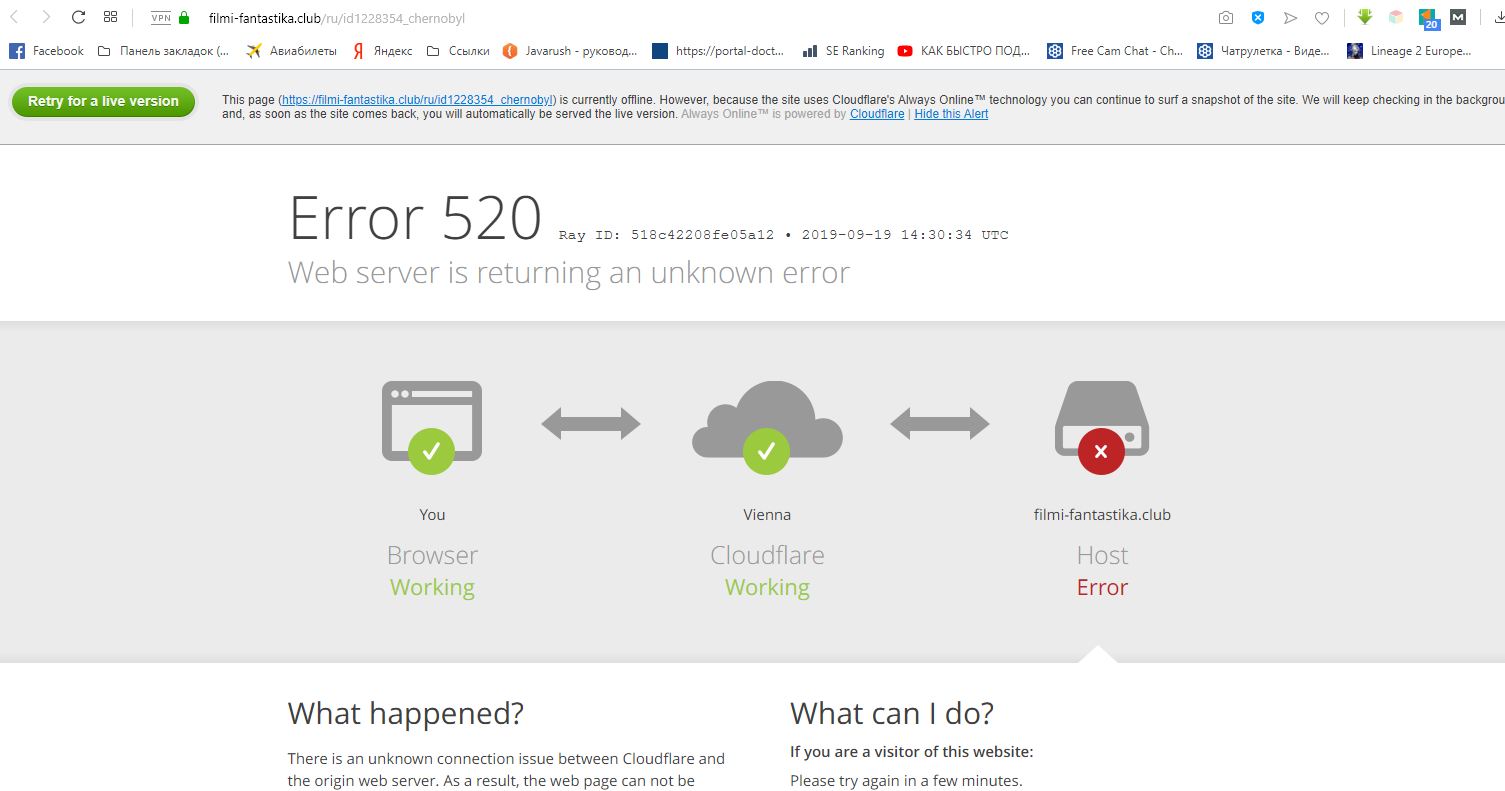 VPN filmi-fantastika.club/ru/id1228354_chernobyl
20
Facebook Панель закладок (... Авиабилеты Яндекс Ссылки Javarush - руковод... https://portal-doct... SE Ranking КАК БЫСТРО ПОД... Free Cam Chat - Ch... Чатрулетка - Виде... Lineage 2 Europe...
Retry for a live version
This page (https://filmi-fantastika.club/ru/id1228354_chernobyl) is currently offline. However, because the site uses Cloudflare's Always Online™ technology you can continue to surf a snapshot of the site. We will keep checking in the backgrou
and, as soon as the site comes back, you will automatically be served the live version. Always Online™ is powered by Cloudflare | Hide this Alert
Error 520 Ray ID: 518c42208fe05a12 • 2019-09-19 14:30:34 UTC
Web server is returning an unknown error
You
Browser
Working
Vienna
Cloudflare
Working
filmi-fantastika.club
Host
Error
What happened?
There is an unknown connection issue between Cloudflare and
the origin web server. As a result, the web page can not be
What can I do?
If you are a visitor of this website:
Please try again in a few minutes.